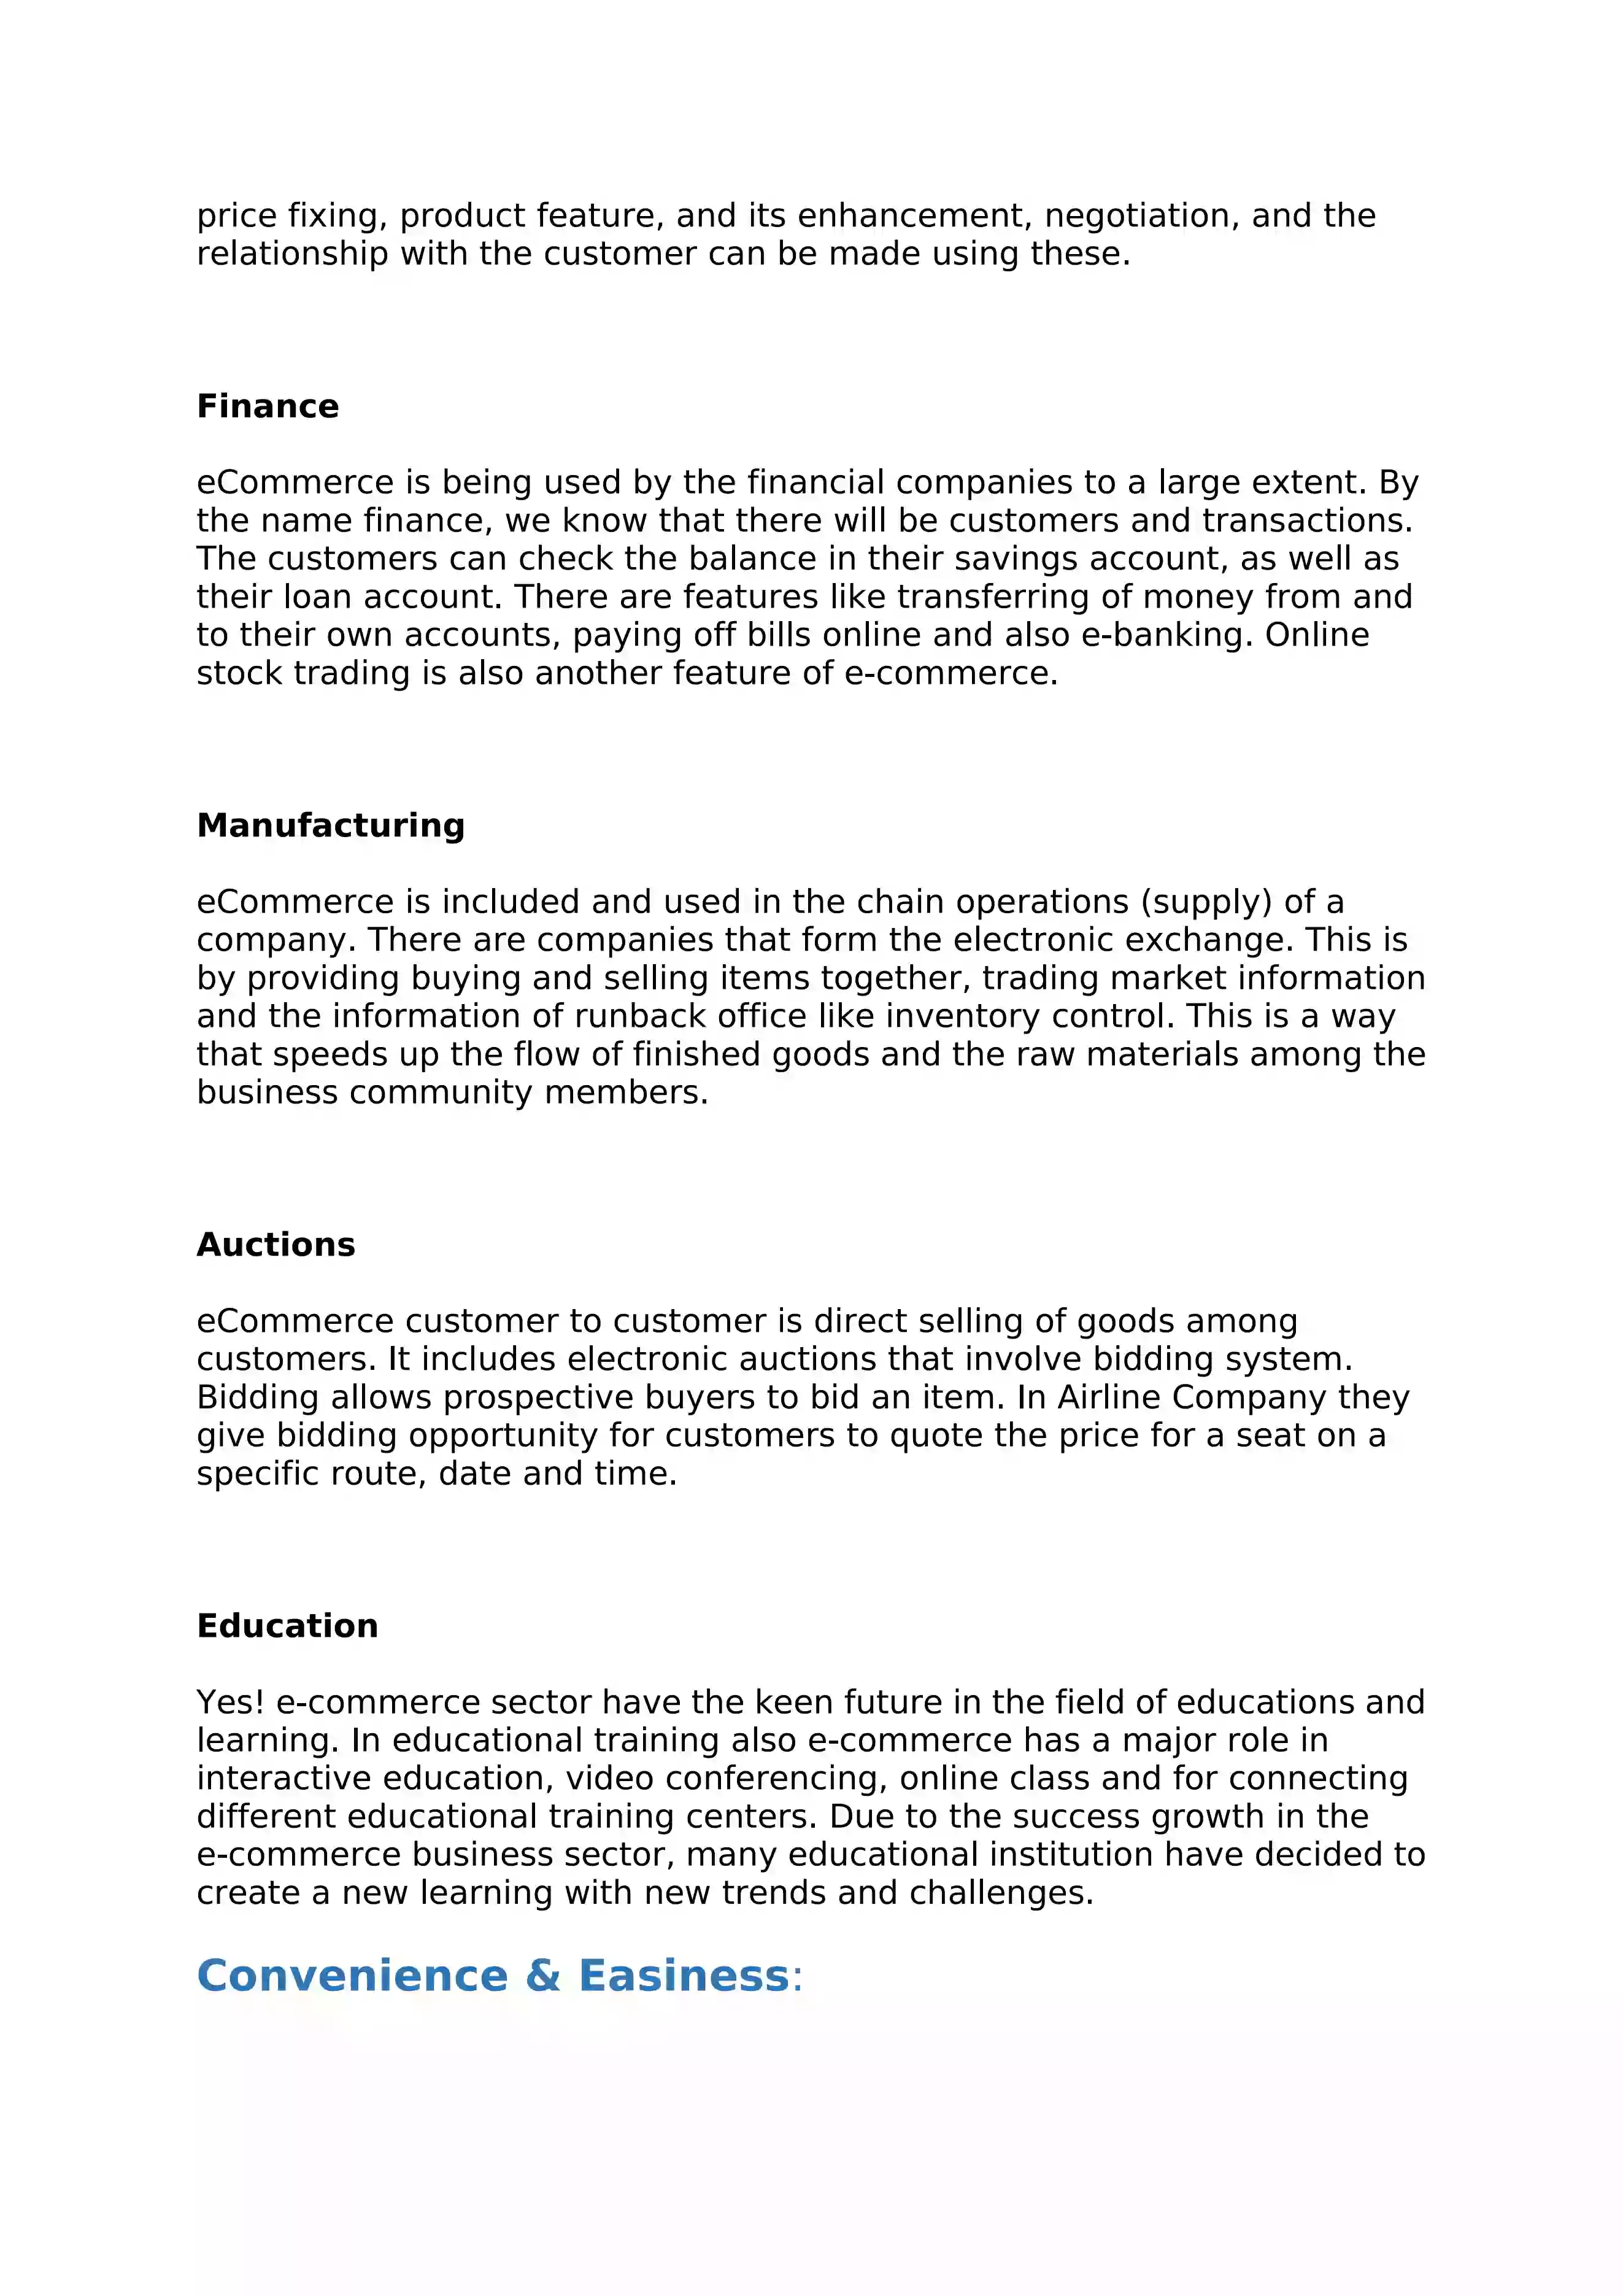 price fixing, product feature, and its enhancement, negotiation, and the
relationship with the customer can be made using these.
Finance
eCommerce is being used by the financial companies to a large extent. By
the name finance, we know that there will be customers and transactions.
The customers can check the balance in their savings account, as well as
their loan account. There are features like transferring of money from and
to their own accounts, paying off bills online and also e-banking. Online
stock trading is also another feature of e-commerce.
Manufacturing
eCommerce is included and used in the chain operations (supply) of a
company. There are companies that form the electronic exchange. This is
by providing buying and selling items together, trading market information
and the information of runback office like inventory control. This is a way
that speeds up the flow of finished goods and the raw materials among the
business community members.
Auctions
eCommerce customer to customer is direct selling of goods among
customers. It includes electronic auctions that involve bidding system.
Bidding allows prospective buyers to bid an item. In Airline Company they
give bidding opportunity for customers to quote the price for a seat on a
specific route, date and time.
Education
Yes! e-commerce sector have the keen future in the field of educations and
learning. In educational training also e-commerce has a major role in
interactive education, video conferencing, online class and for connecting
different educational training centers. Due to the success growth in the
e-commerce business sector, many educational institution have decided to
create a new learning with new trends and challenges.
Convenience & Easiness: